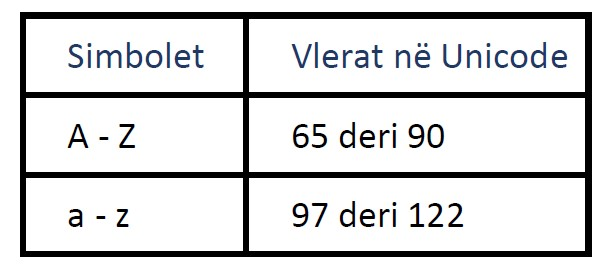 Simbolet Vlerat në Unicode
A - Z 65 deri 90
a - z 97 deri 122